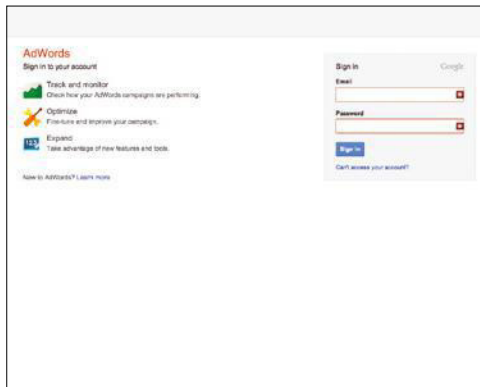 AdWords
Sign in to your account
Track and monitor
Check how your AdWords campaigns are performing.
Optimize
Fine-tune and improve your campaign.
Expand
Take advantage of new features and tools.
New to AdWords? Learn more
Sign in Google
Email
Password
Sign in
Can't access your account?